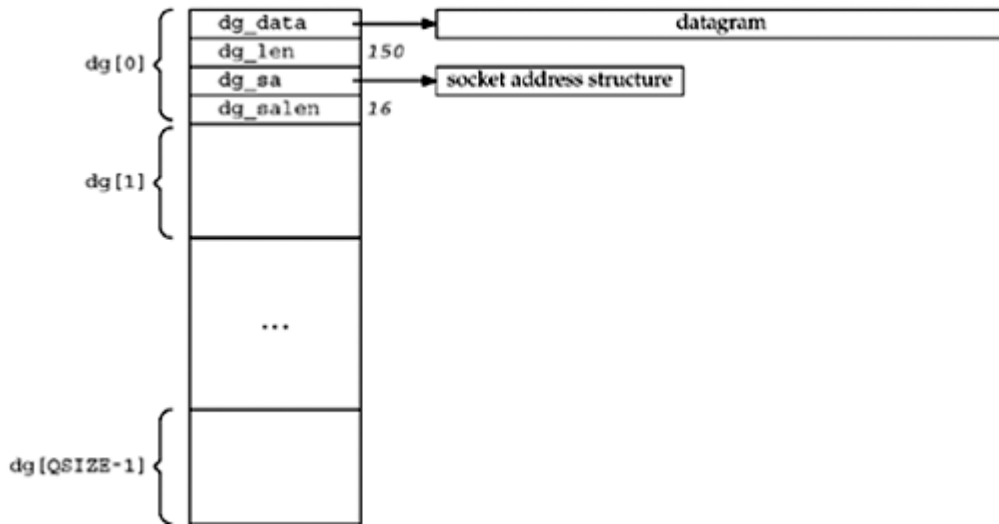 dg_data datagram
dg_len 150
dg[0]
dg_sa socket address structure
dg_salen 16
dg[1]
...
dg[QSIZE-1]